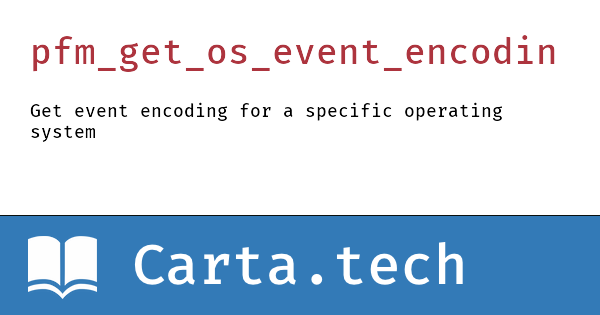 pfm_get_os_event_encodin
Get event encoding for a specific operating
system
Carta.tech